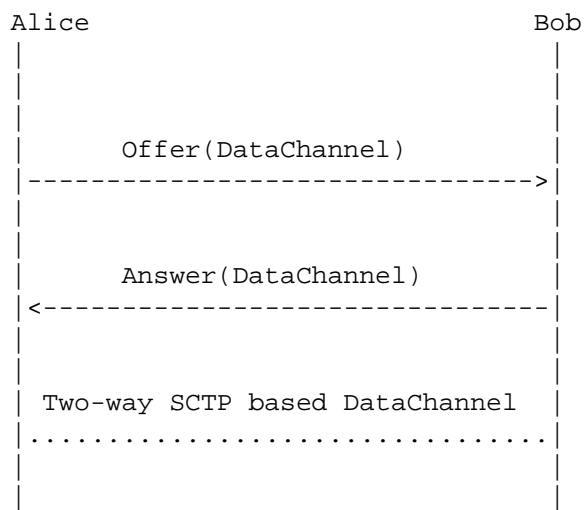 Alice Bob
Offer(DataChannel)
Answer(DataChannel)
Two-way SCTP based DataChannel